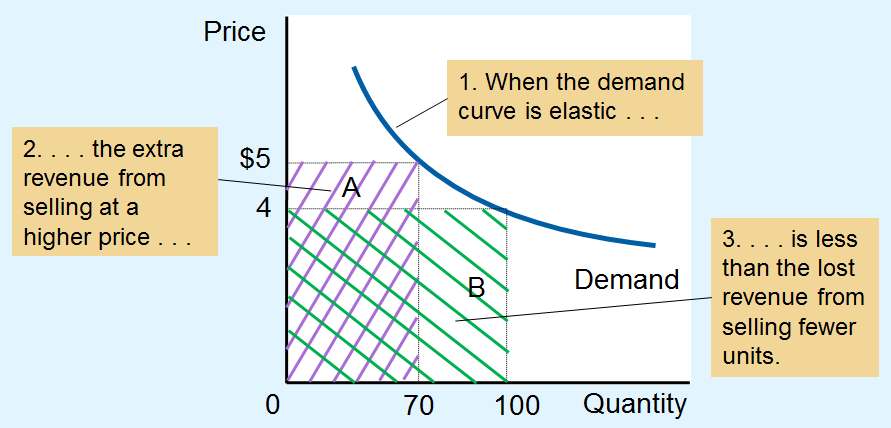 Price
1. When the demand
curve is elastic . . .
2. . . . the extra
revenue from
selling at a
higher price . . .
$5
A
4
3. . . . is less
than the lost
revenue from
selling fewer
units.
Demand
B
0
70
100
Quantity